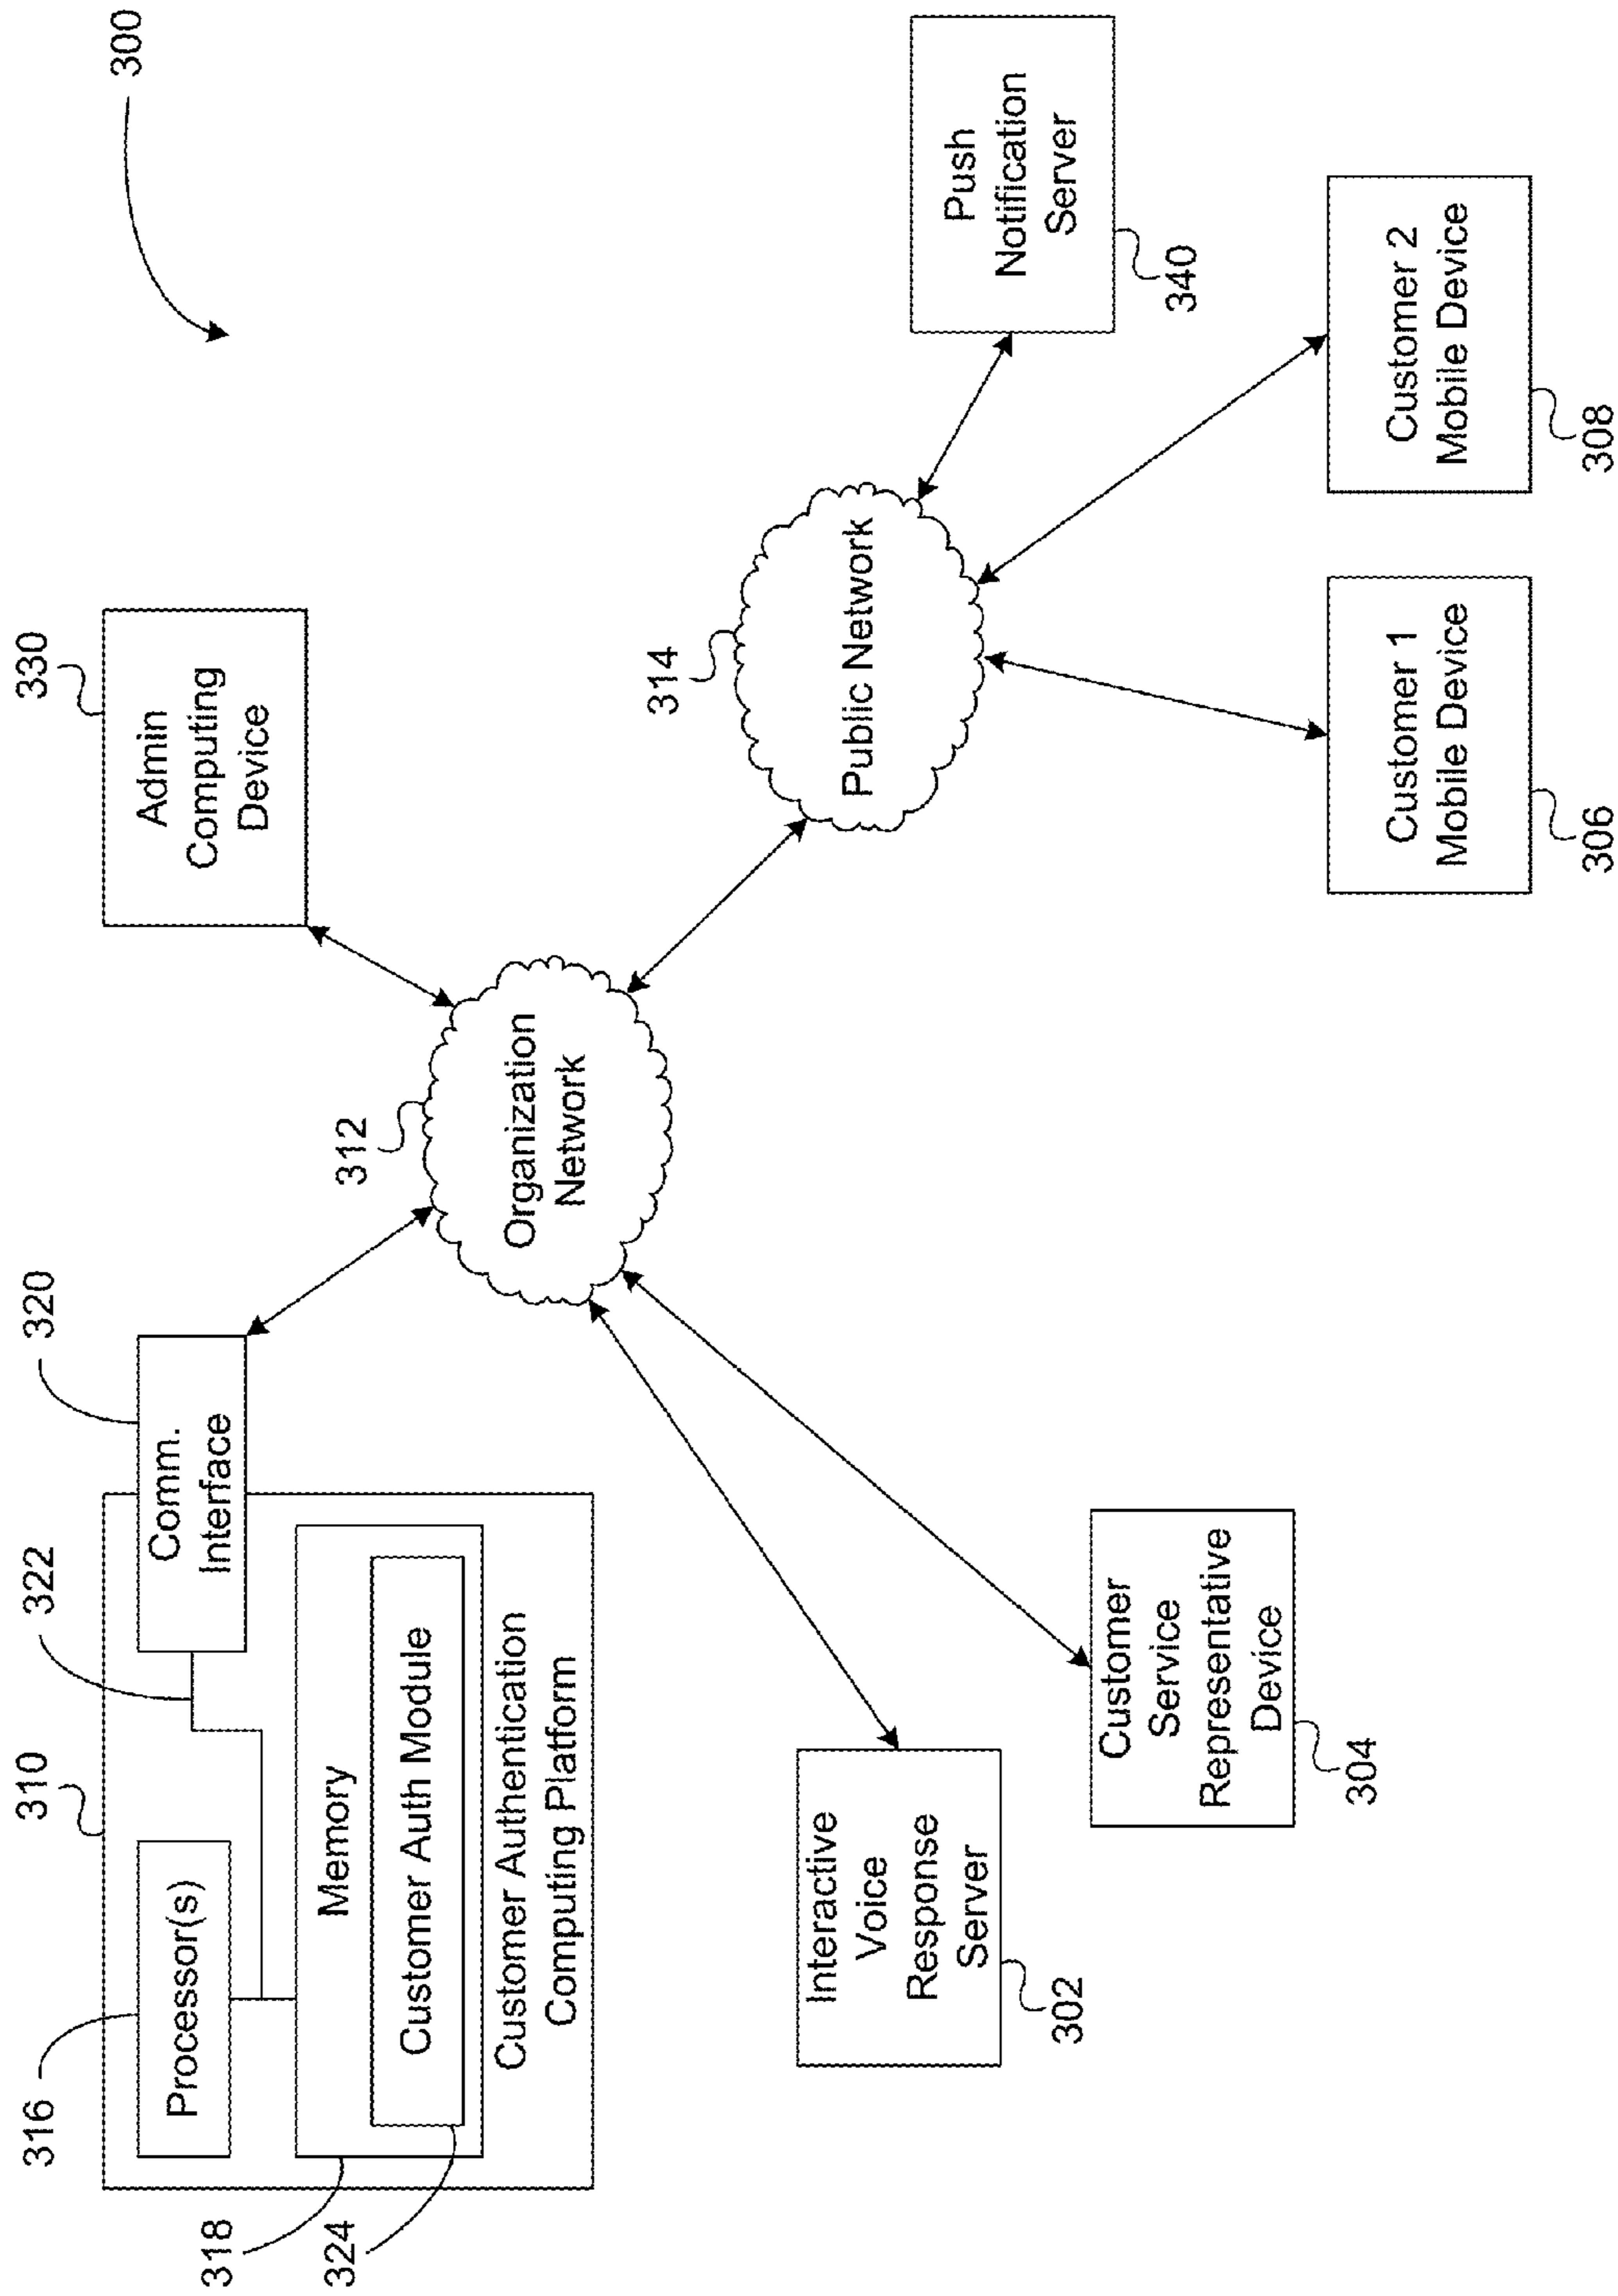 300
310
316
Processor(s)
322
320
Comm.
Interface
318
Memory
324
Customer Auth Module
Customer Authentication
Computing Platform
330
Admin
Computing
Device
312
Organization
Network
314
Public Network
Push
Notification
Server
340
Interactive
Voice
Response
Server
302
Customer
Service
Representative
Device
304
Customer 1
Mobile Device
306
Customer 2
Mobile Device
308